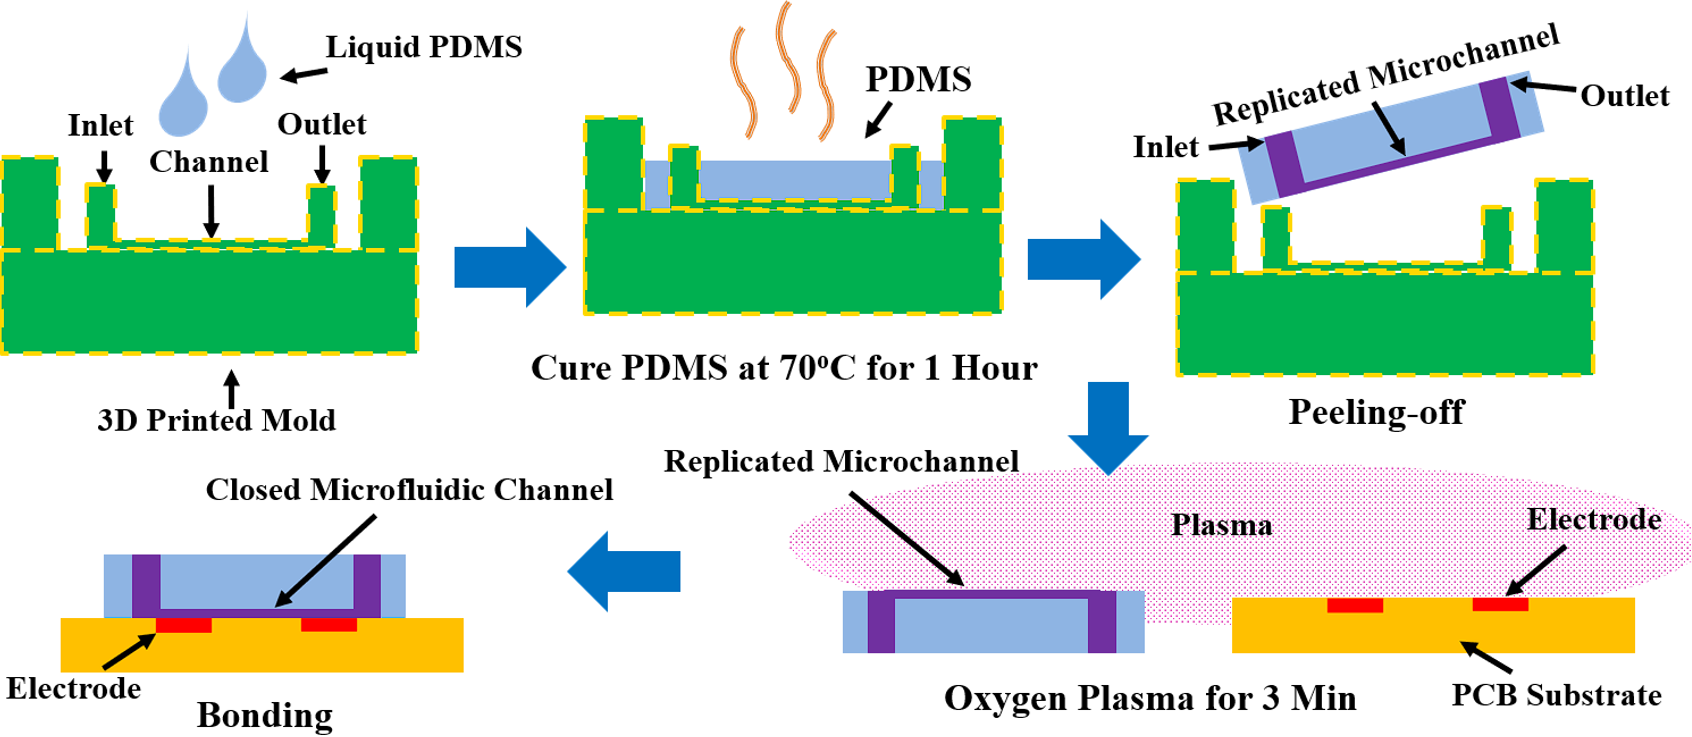 Liquid PDMS
Inlet
Outlet
Channel
3D Printed Mold
PDMS
Cure PDMS at 70°C for 1 Hour
Replicated Microchannel
Outlet
Inlet
Peeling-off
Replicated Microchannel
Plasma
Electrode
PCB Substrate
Oxygen Plasma for 3 Min
Closed Microfluidic Channel
Electrode
Bonding